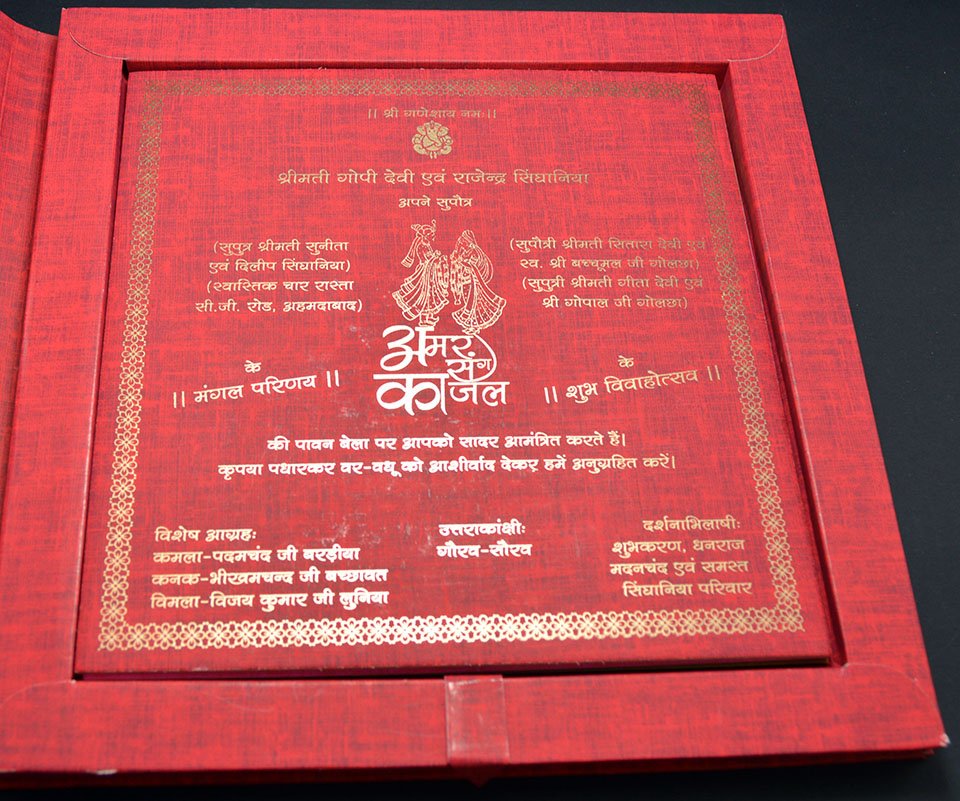 || श्री गणेशाय नमः ||
श्रीमती गोपी देवी एवं राजेन्द्र सिंघानिया
अपने सुपौत्र
(सुपुत्र श्रीमती सुनीता
एवं दिलीप सिंघानिया)
(स्वास्तिक चार रास्ता
सी.जी. रोड, अहमदाबाद)
(सुपौत्री श्रीमती सितारा देवी एवं
स्व. श्री बच्चूमल जी गोलछा)
(सुपुत्री श्रीमती गीता देवी एवं
श्री गोपाल जी गोलछा)
अमर
संग
काजल
के
|| मंगल परिणय ||
के
|| शुभ विवाहोत्सव ||
की पावन बेला पर आपको सादर आमंत्रित करते हैं|
कृपया पधारकर वर-वधू को आशीर्वाद देकर हमें अनुग्रहित करें|
विशेष आग्रहः
कमला-पदमचंद जी बरड़ीया
कनक-भीखमचन्द जी बच्छावत
विमला-विजय कुमार जी लुनिया
उत्तराकांक्षीः
गौरव-सौरव
दर्शनाभिलाषीः
शुभकरण, धनराज
मदनचंद एवं समस्त
सिंघानिया परिवार